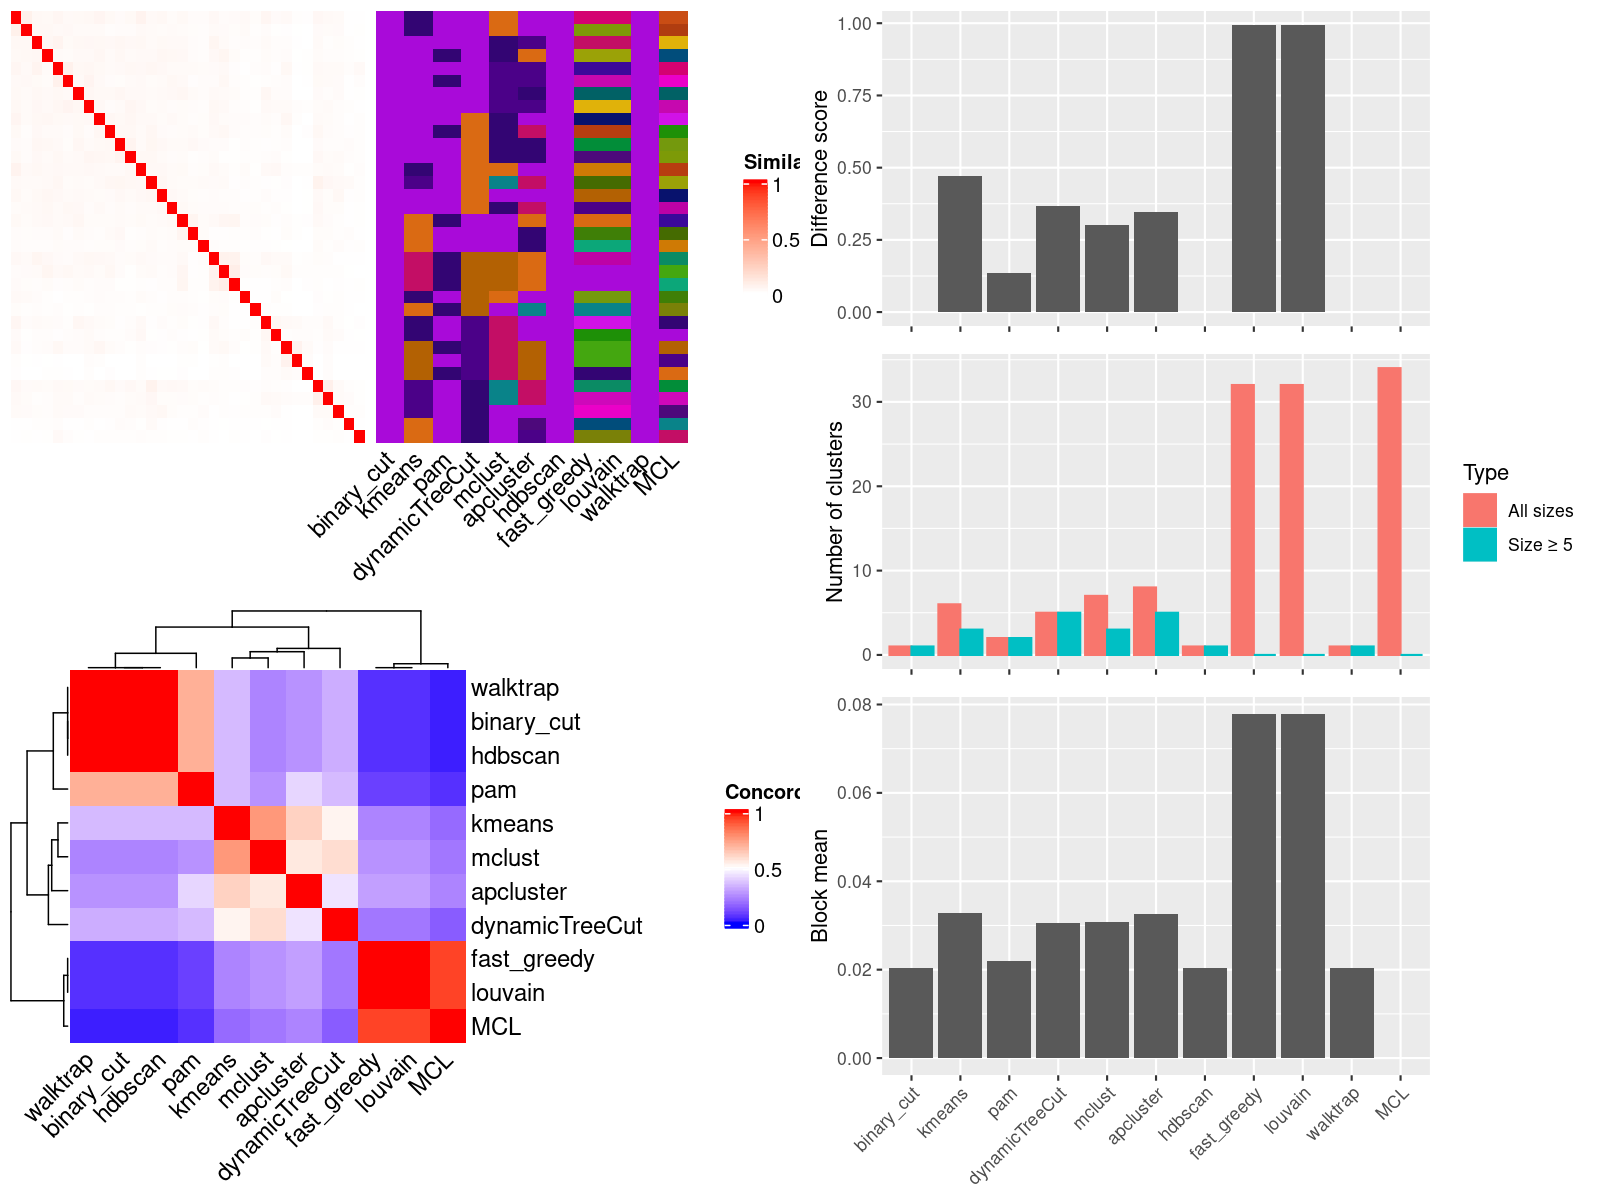 Simila
1
0.5
0
binary_cut
kmeans
pam
dynamicTreeCut
mclust
apcluster
hdbscan
fast_greedy
louvain
walktrap
MCL
walktrap
binary_cut
hdbscan
pam
kmeans
mclust
apcluster
dynamicTreeCut
fast_greedy
louvain
MCL
walktrap
binary_cut
hdbscan
pam
kmeans
mclust
apcluster
dynamicTreeCut
fast_greedy
louvain
MCL
Concord
1
0.5
0
Difference score
1.00
0.75
0.50
0.25
0.00
Number of clusters
30
20
10
0
Type
All sizes
Size ≥ 5
Block mean
0.08
0.06
0.04
0.02
0.00
binary_cut
kmeans
pam
dynamicTreeCut
mclust
apcluster
hdbscan
fast_greedy
louvain
walktrap
MCL